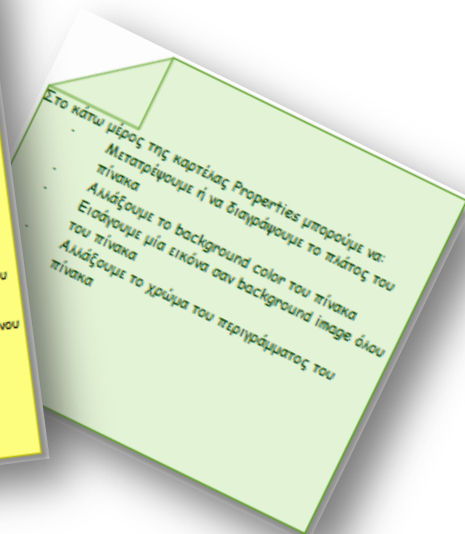 Στο κάτω μέρος της καρτέλας Properties μπορούμε να:
- Μετατρέψουμε ή να διαγράψουμε το πλάτος του
πίνακα
- Αλλάξουμε το background color του πίνακα
- Εισάγουμε μία εικόνα σαν background image όλου
του πίνακα
- Αλλάξουμε το χρώμα του περιγράμματος του
πίνακα